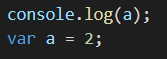 console.log(a);
var a = 2;